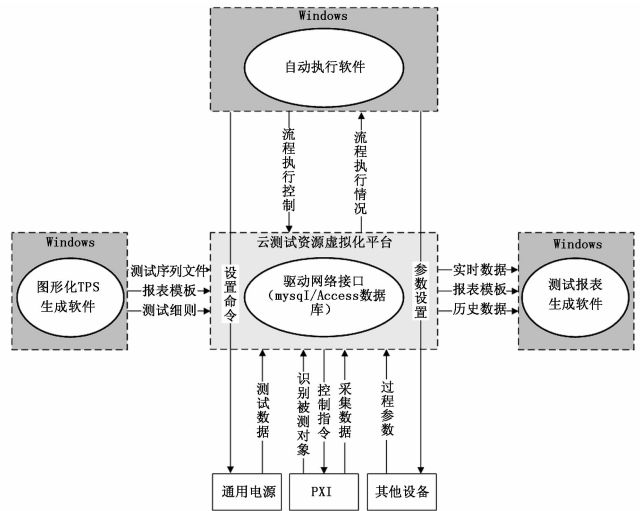 Windows
自动执行软件
流程执行控制
流程执行情况
Windows
图形化TPS
生成软件
测试序列文件
报表模板
测试细则
设置命令
云测试资源虚拟化平台
驱动网络接口
(mysql/Access数据
库)
参数设置
实时数据
报表模板
历史数据
Windows
测试报表
生成软件
测试数据
识别被测对象
控制指令
采集数据
过程参数
通用电源
PXI
其他设备